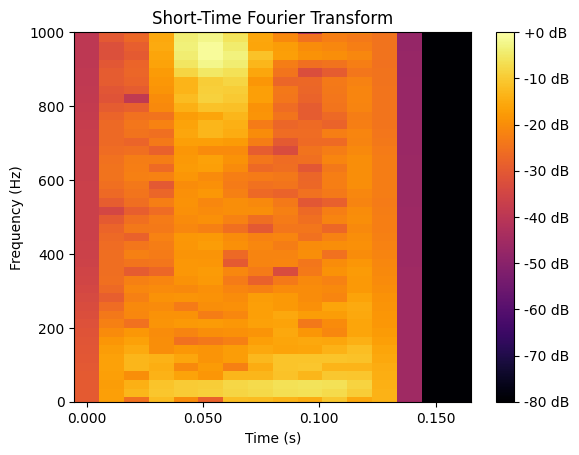 Short-Time Fourier Transform
Frequency (Hz)
1000
800
600
400
200
0
0.000
0.050
0.100
0.150
Time (s)
+0 dB
-10 dB
-20 dB
-30 dB
-40 dB
-50 dB
-60 dB
-70 dB
-80 dB